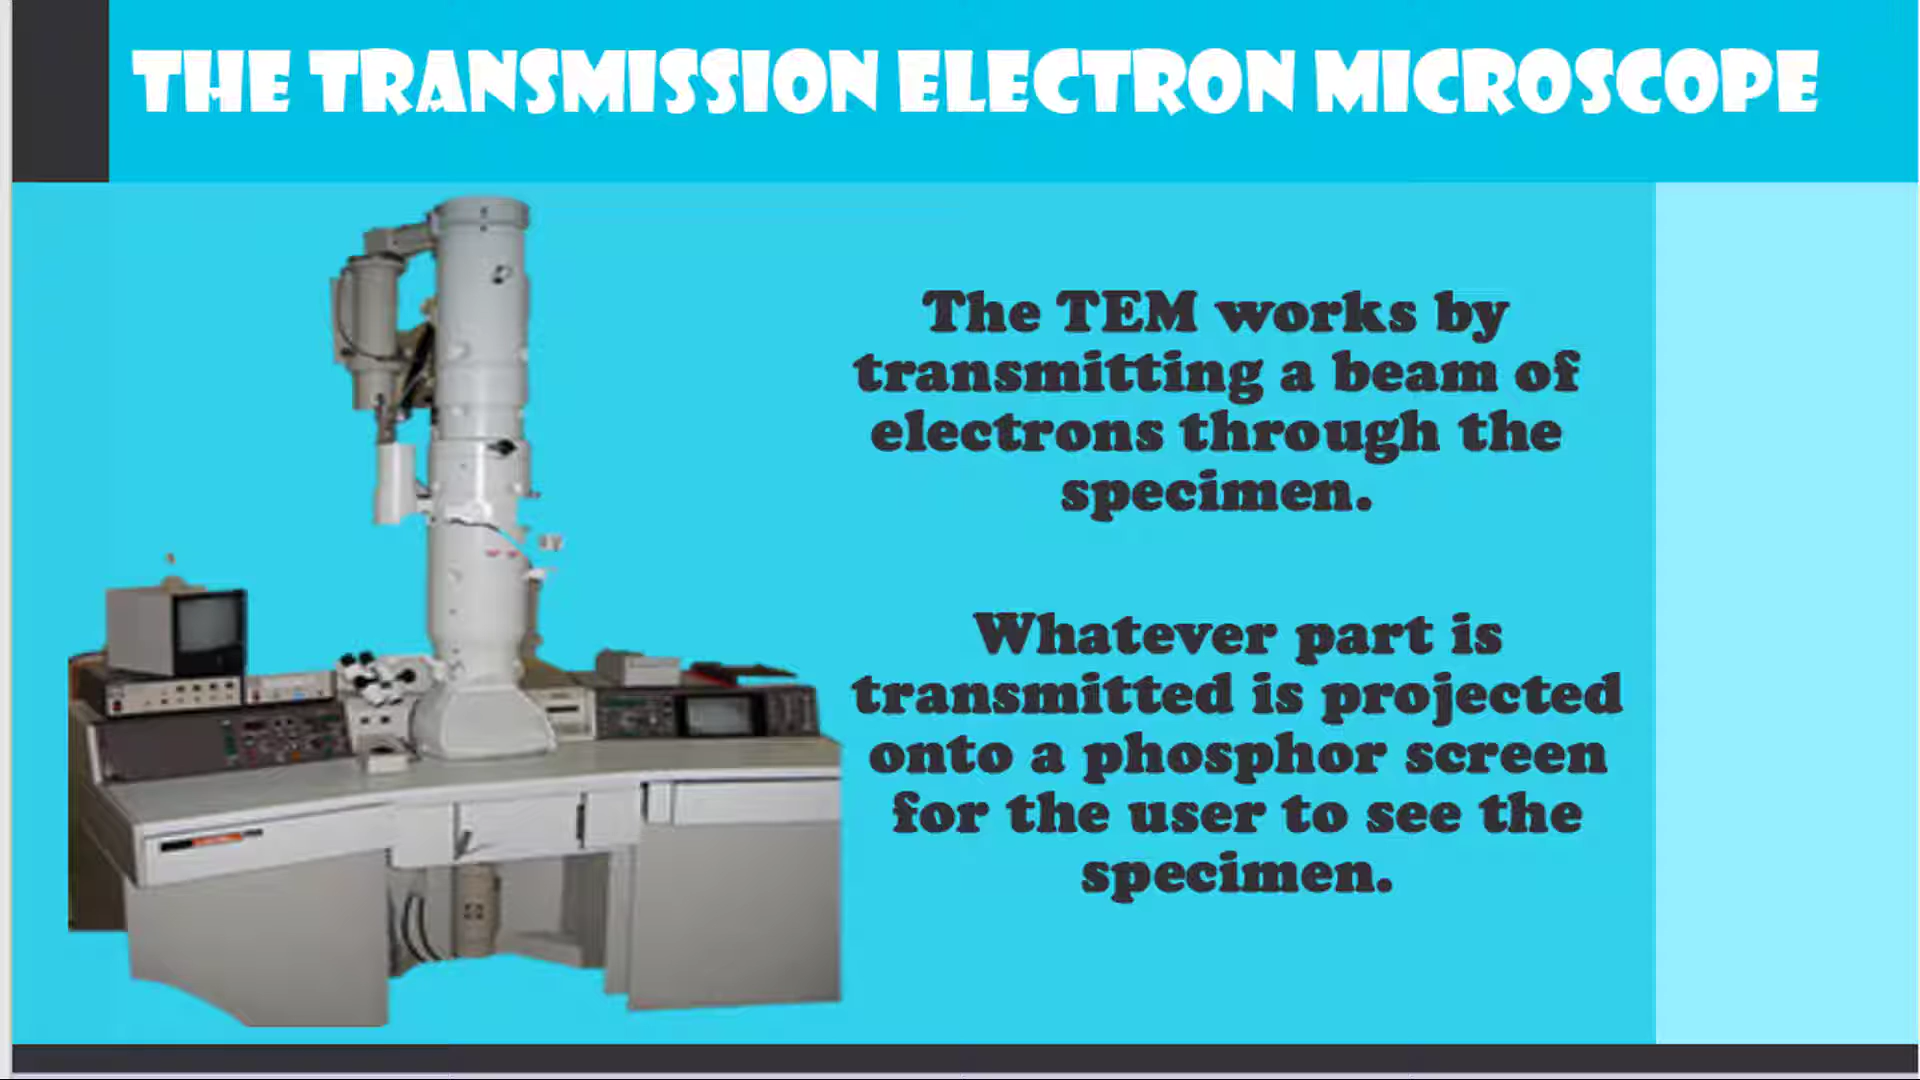 THE TRANSMISSION ELECTRON MICROSCOPE
The TEM works by
transmitting a beam of
electrons through the
specimen.
Whatever part is
transmitted is projected
onto a phosphor screen
for the user to see the
specimen.